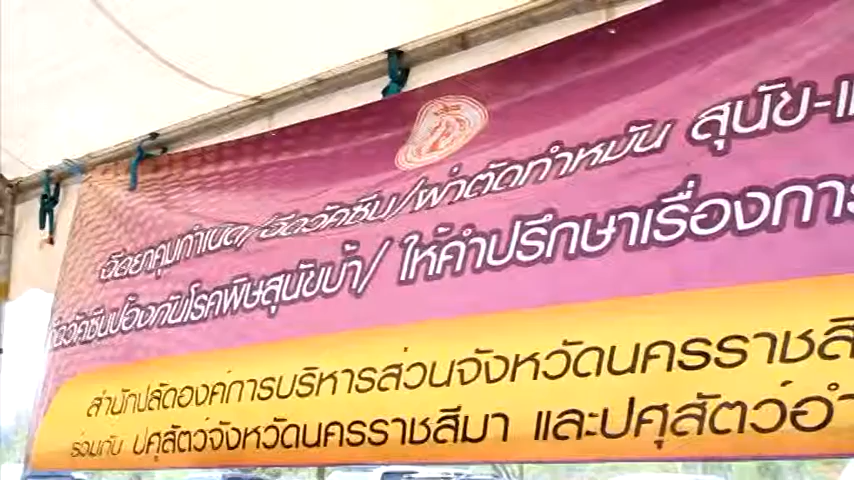 ฉีดยาคุมกำเนิด/ฉีดวัคซีน/ผ่าตัดทำหมัน สุนัข-แ
ฉีดวัคซีนป้องกันโรคพิษสุนัขบ้า/ ให้คำปรึกษาเรื่องการ
สำนักปลัดองค์การบริหารส่วนจังหวัดนครราชสี
ร่วมกับ ปศุสัตว์จังหวัดนครราชสีมา และปศุสัตว์อำ